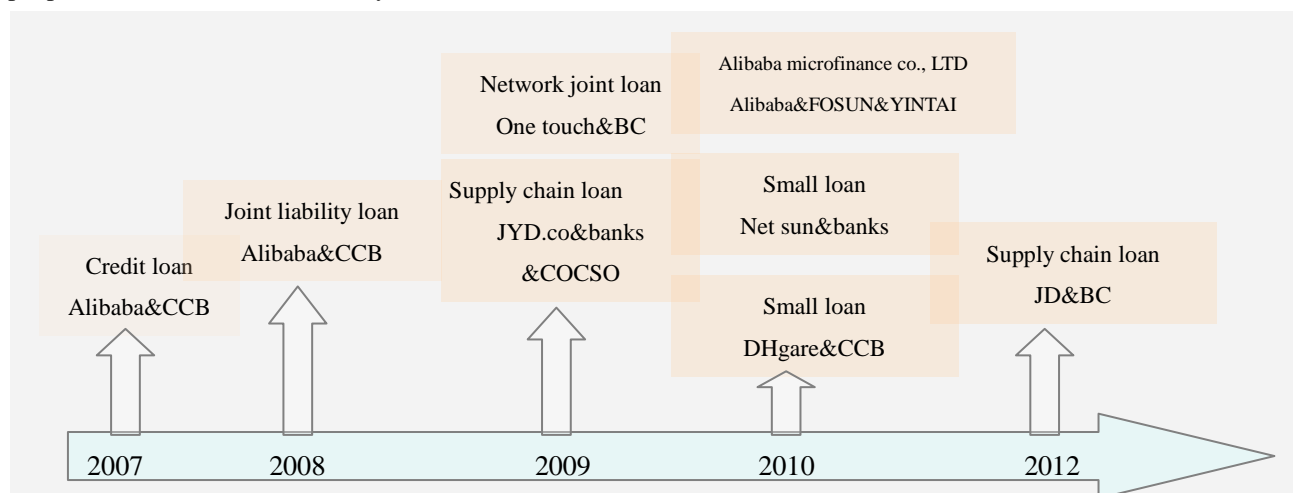 Network joint loan
One touch&BC
Alibaba microfinance co., LTD
Alibaba&FOSUN&YINTAI
Credit loan
Alibaba&CCB
Joint liability loan
Alibaba&CCB
Supply chain loan
JYD.co&banks
&COCSO
Small loan
Net sun&banks
Small loan
DHgare&CCB
Supply chain loan
JD&BC
2007
2008
2009
2010
2012